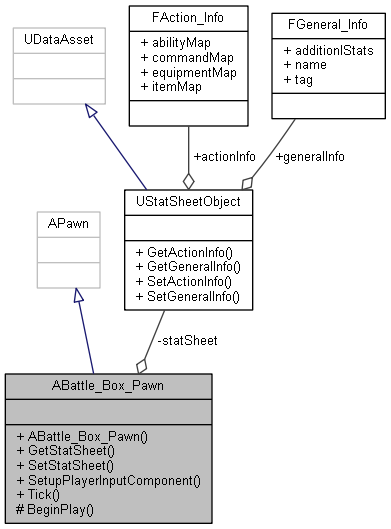 FAction_Info
+ abilityMap
+ commandMap
+ equipmentMap
+ itemMap
FGeneral_Info
+ additionlStats
+ name
+ tag
UDataAsset
+actionInfo
+generalInfo
UStatSheetObject
+ GetActionInfo()
+ GetGeneralInfo()
+ SetActionInfo()
+ SetGeneralInfo()
APawn
-statSheet
ABattle_Box_Pawn
+ ABattle_Box_Pawn()
+ GetStatSheet()
+ SetStatSheet()
+ SetupPlayerInputComponent()
+ Tick()
# BeginPlay()